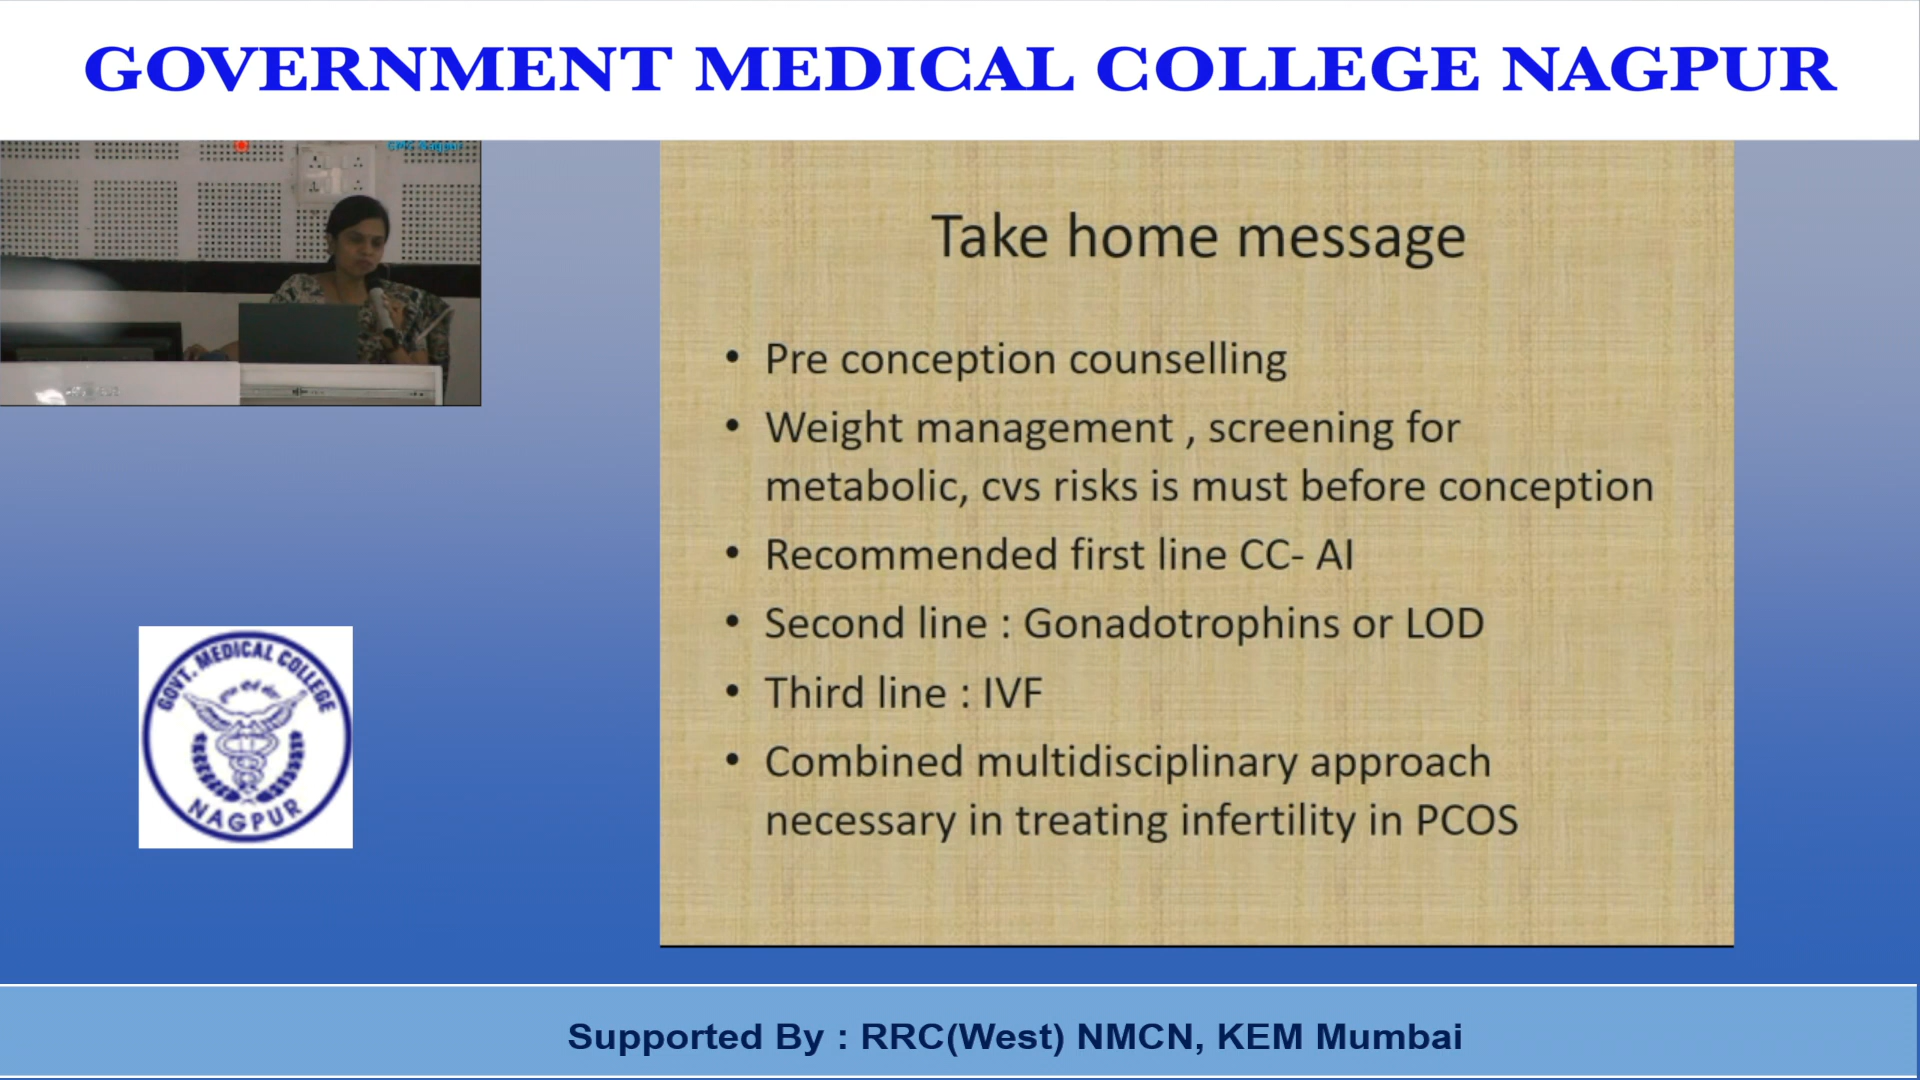 GOVERNMENT MEDICAL COLLEGE NAGPUR
GMC Nagpur
Take home message
• Pre conception counselling
• Weight management , screening for
metabolic, cvs risks is must before conception
• Recommended first line CC- AI
• Second line : Gonadotrophins or LOD
• Third line : IVF
• Combined multidisciplinary approach
necessary in treating infertility in PCOS
GOVT. MEDICAL COLLEGE
NAGPUR
Supported By : RRC(West) NMCN, KEM Mumbai